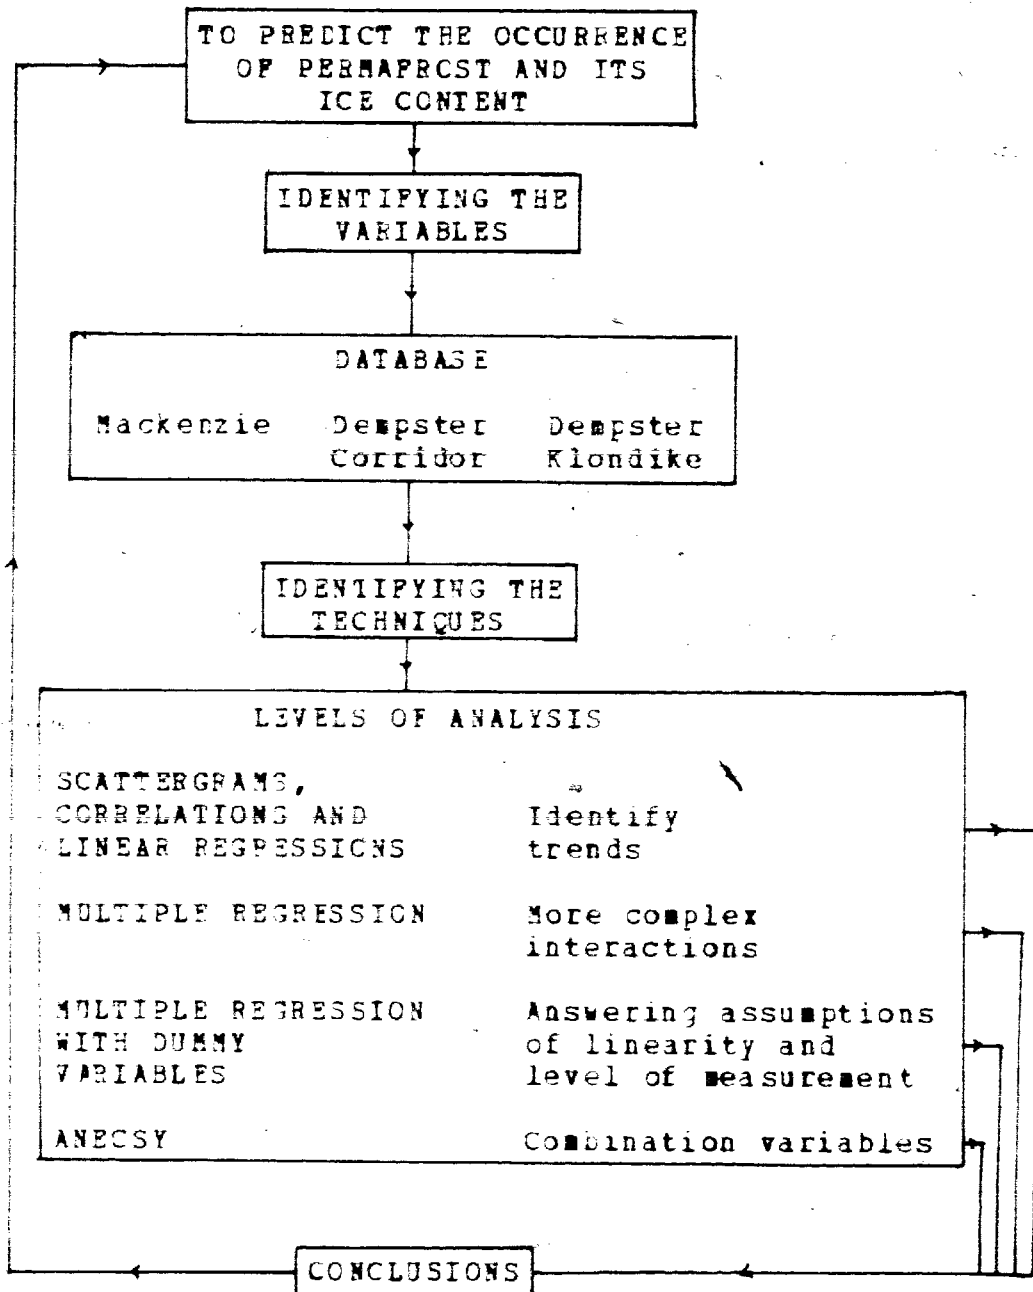 TO PREDICT THE OCCURRENCE
OF PERMAFROST AND ITS
ICE CONTENT
IDENTIFYING THE
VARIABLES
DATABASE
Mackenzie Dempster Dempster
Corridor Klondike
IDENTIFYING THE
TECHNIQUES
LEVELS OF ANALYSIS
SCATTERGRAMS,
CORRELATIONS AND Identify
LINEAR REGRESSIONS trends
MULTIPLE REGRESSION More complex
interactions
MULTIPLE REGRESSION Answering assumptions
WITH DUMMY of linearity and
VARIABLES level of measurement
ANECSY Combination variables
CONCLUSIONS